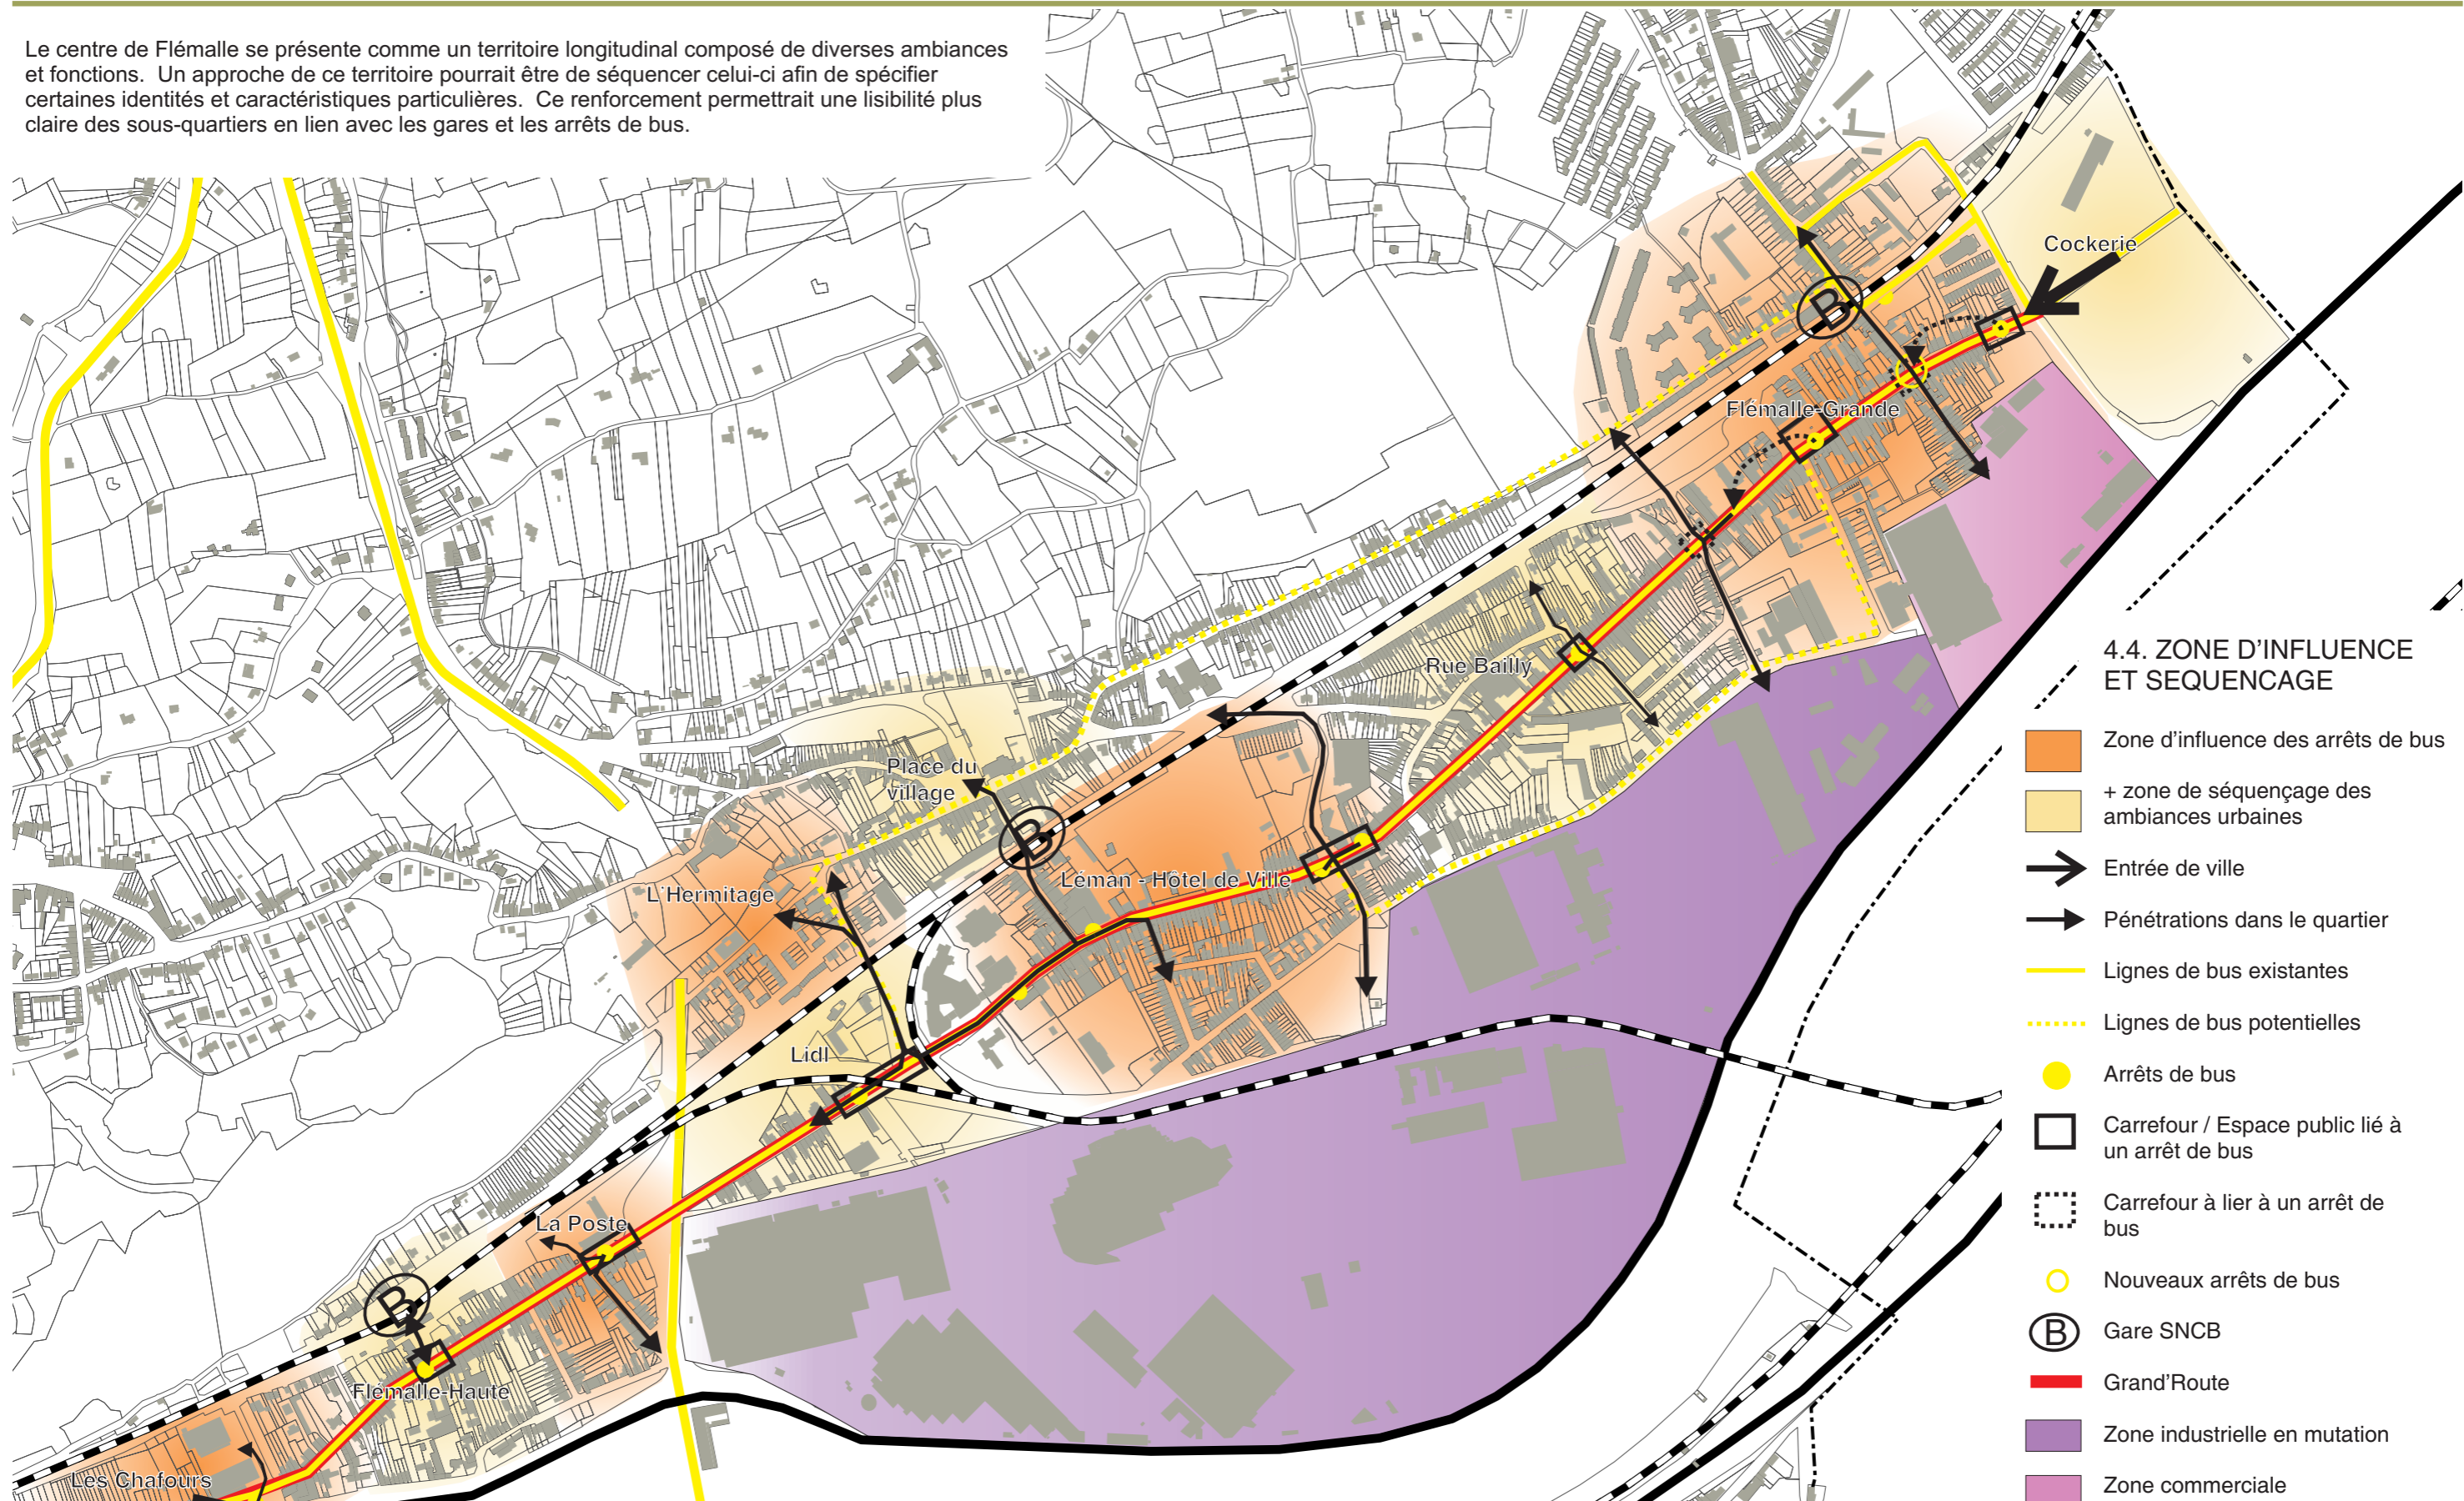 Le centre de Flémalle se présente comme un territoire longitudinal composé de diverses ambiances
et fonctions. Un approche de ce territoire pourrait être de séquencer celui-ci afin de spécifier
certaines identités et caractéristiques particulières. Ce renforcement permettrait une lisibilité plus
claire des sous-quartiers en lien avec les gares et les arrêts de bus.
Cockerie
B
Flémalle-Grande
Rue Bailly
Place du
village
B
Léman - Hôtel de Ville
L'Hermitage
Lidl
La Poste
B
Flémalle-Haute
Les Chafours
4.4. ZONE D'INFLUENCE
ET SEQUENCAGE
Zone d'influence des arrêts de bus
+ zone de séquençage des
ambiances urbaines
Entrée de ville
Pénétrations dans le quartier
Lignes de bus existantes
Lignes de bus potentielles
Arrêts de bus
Carrefour / Espace public lié à
un arrêt de bus
Carrefour à lier à un arrêt de
bus
Nouveaux arrêts de bus
B Gare SNCB
Grand'Route
Zone industrielle en mutation
Zone commerciale